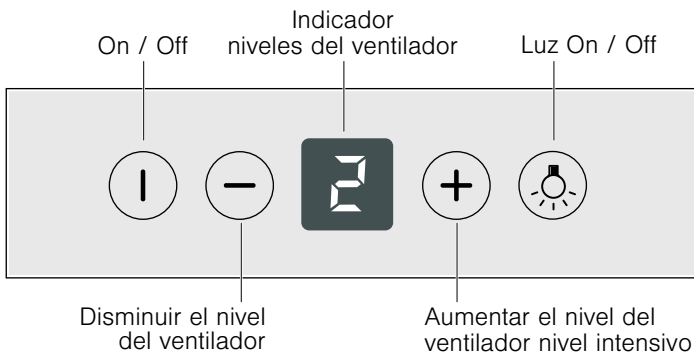 Indicador
niveles del ventilador
On / Off
Luz On / Off
2
Disminuir el nivel
del ventilador
Aumentar el nivel del
ventilador nivel intensivo